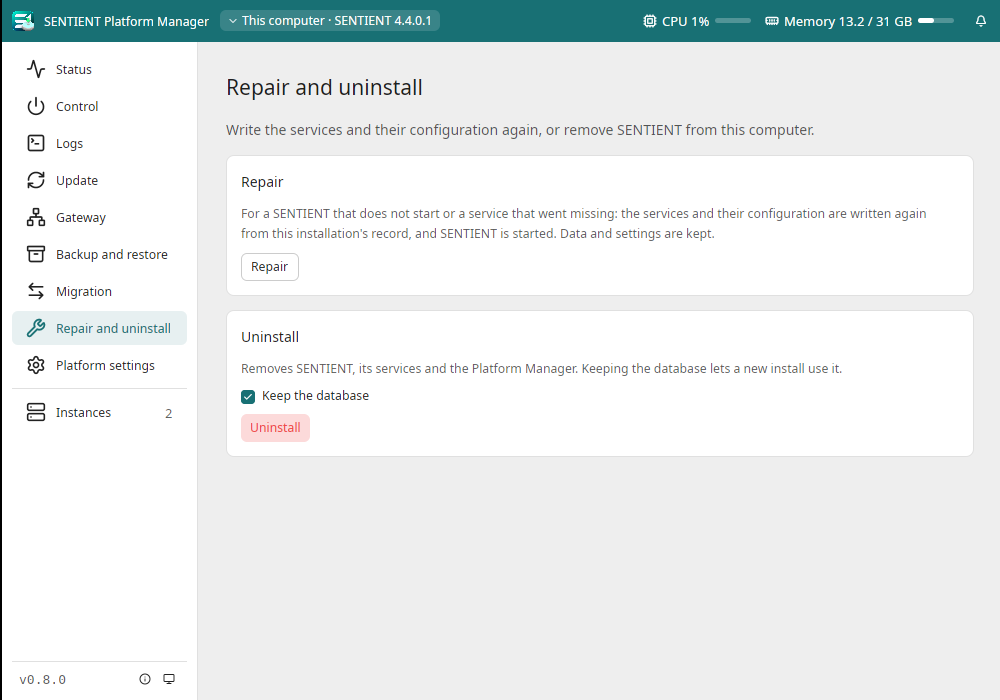 SENTIENT Platform Manager
This computer · SENTIENT 4.4.0.1
CPU 1%
Memory 13.2 / 31 GB
Status
Control
Logs
Update
Gateway
Backup and restore
Migration
Repair and uninstall
Platform settings
Instances 2
v0.8.0
Repair and uninstall
Write the services and their configuration again, or remove SENTIENT from this computer.
Repair
For a SENTIENT that does not start or a service that went missing: the services and their configuration are written again
from this installation's record, and SENTIENT is started. Data and settings are kept.
Repair
Uninstall
Removes SENTIENT, its services and the Platform Manager. Keeping the database lets a new install use it.
Keep the database
Uninstall